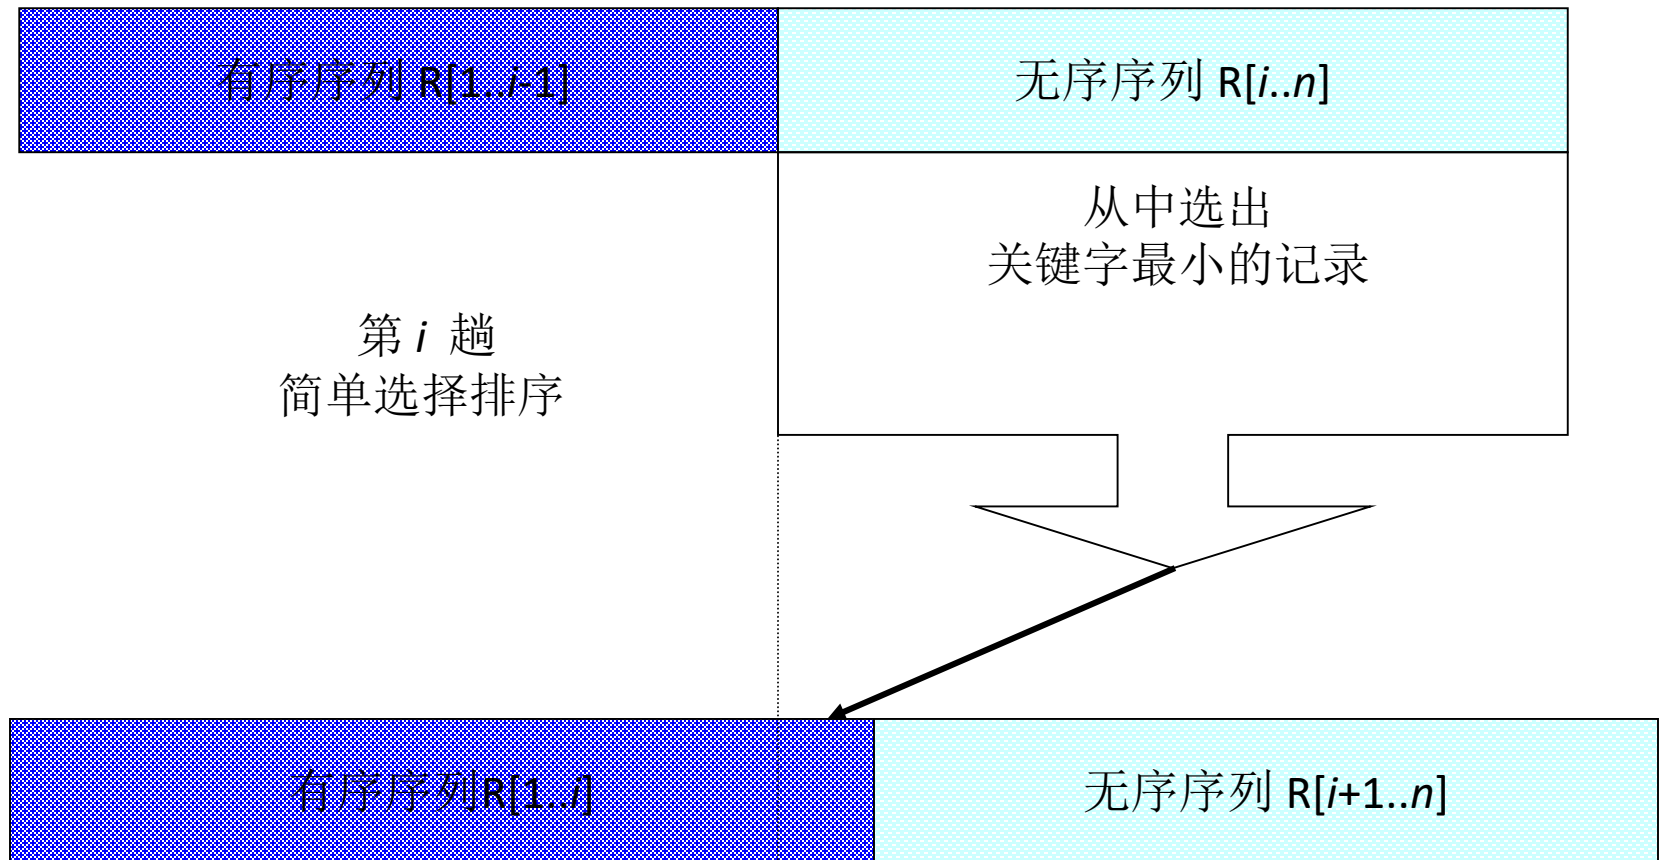 有序序列 R[1..i-1]
无序序列 R[i..n]
从中选出
关键字最小的记录
第 i 趟
简单选择排序
有序序列R[1..i]
无序序列 R[i+1..n]